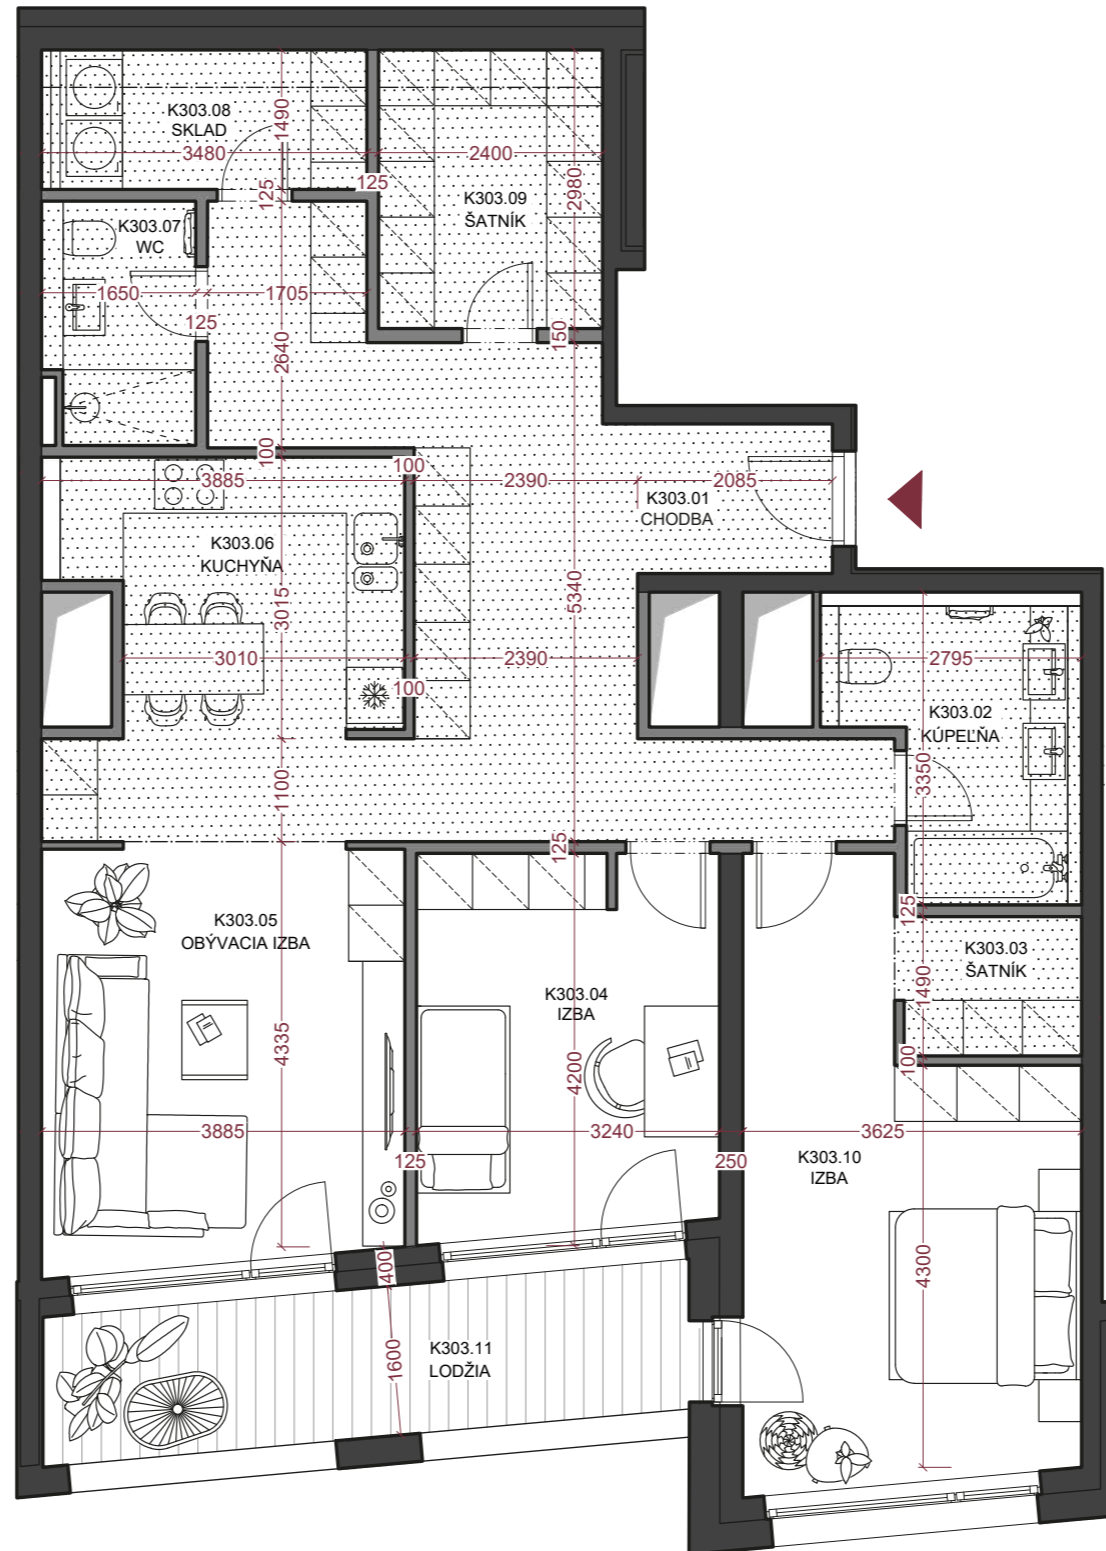 K303.08
SKLAD
1490
3480
125
125
2400
2980
K303.09
ŠATNÍK
K303.07
WC
1650
125
1705
2640
150
100
3885
100
2390
2085
K303.01
CHODBA
K303.06
KUCHYŇA
3015
5340
3010
100
2390
2795
K303.02
KÚPEĽŇA
3350
1100
125
125
K303.05
OBÝVACIA IZBA
K303.03
ŠATNÍK
1490
K303.04
IZBA
4335
4200
100
3885
125
3240
250
3625
K303.10
IZBA
4300
400
1600
K303.11
LODŽIA